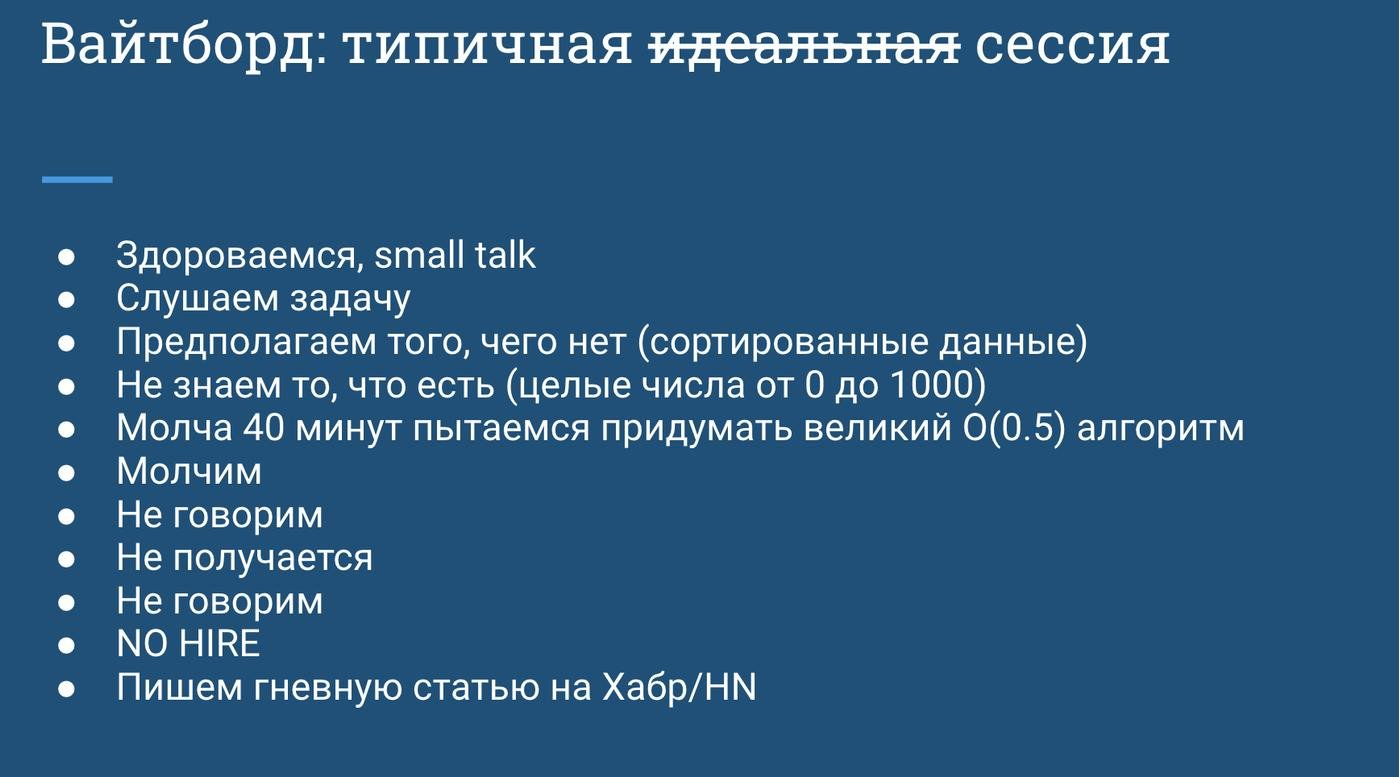 Вайтборд: типичная идеальная сессия
● Здороваемся, small talk
● Слушаем задачу
● Предполагаем того, чего нет (сортированные данные)
● Не знаем то, что есть (целые числа от 0 до 1000)
● Молча 40 минут пытаемся придумать великий O(0.5) алгоритм
● Молчим
● Не говорим
● Не получается
● Не говорим
● NO HIRE
● Пишем гневную статью на Хабр/HN